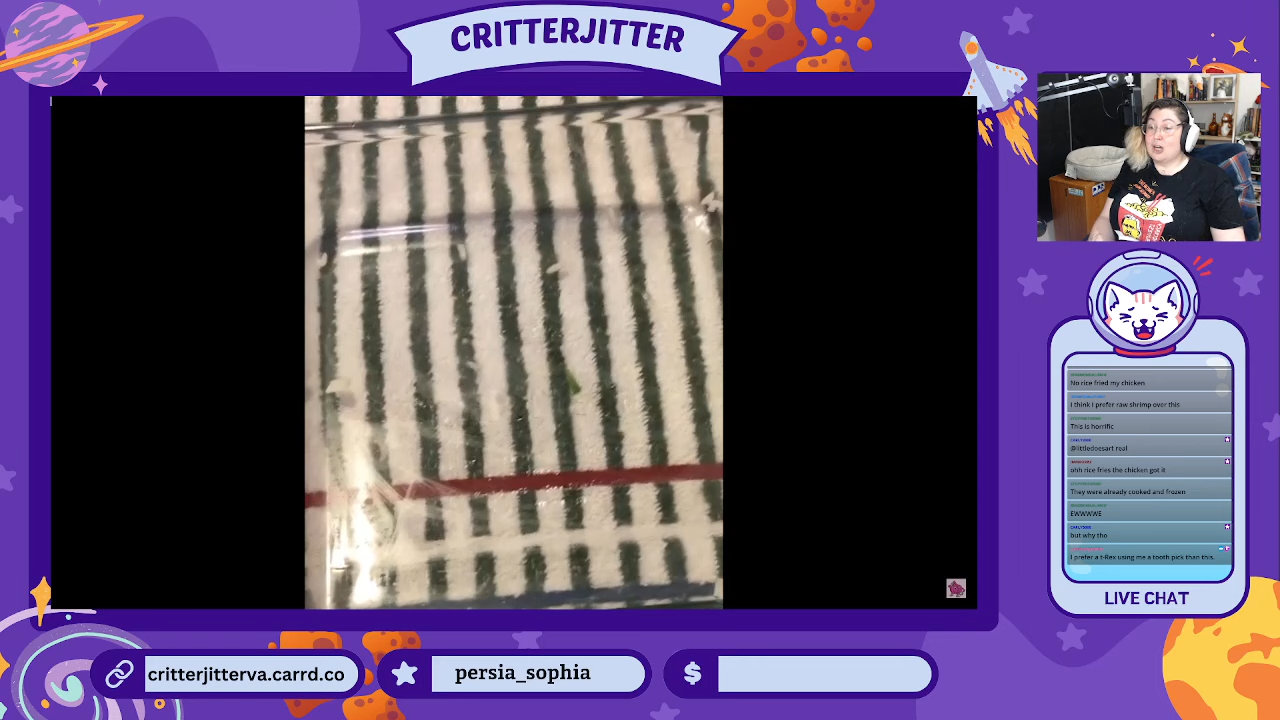 CRITTERJITTER
No rice fried my chicken
I think I prefer raw shrimp over this
This is horrific
@littledoesart real
ohh rice fries the chicken got it
They were already cooked and frozen
EWWWWE
but why the
I prefer a t-Rex using me a tooth pick than this.
LIVE CHAT
critterjitterva.carrd.co
persia_sophia
$